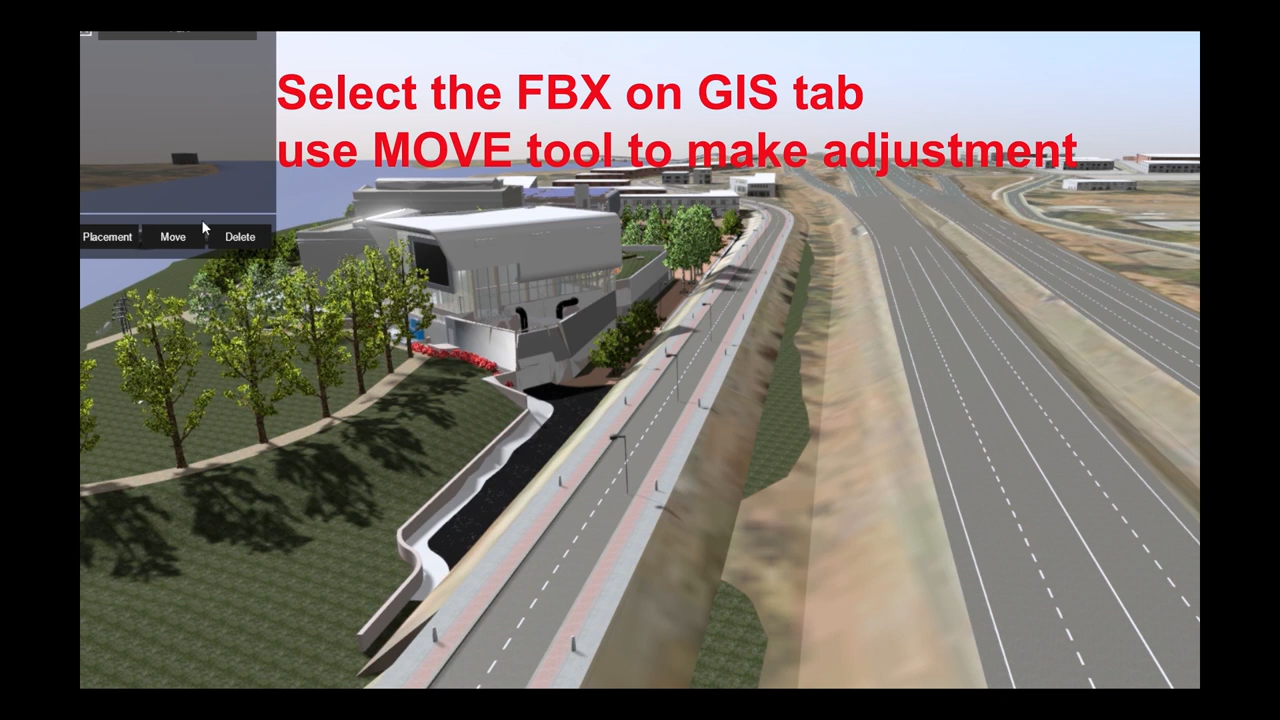 Select the FBX on GIS tab
use MOVE tool to make adjustment
Placement Move Delete